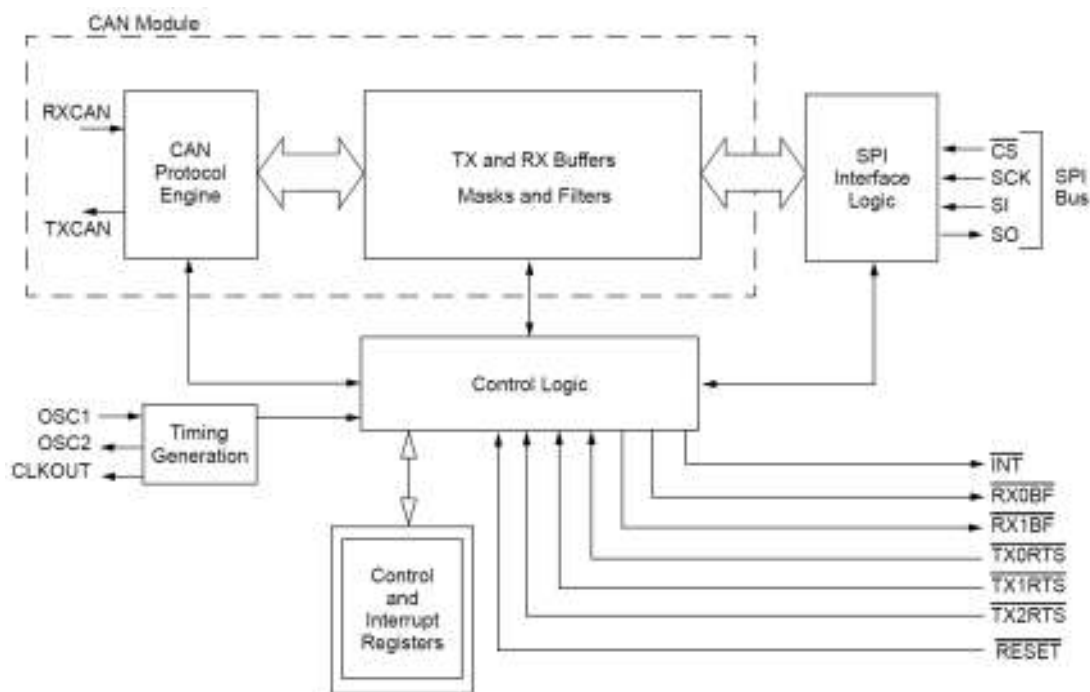 CAN Module
RXCAN
TXCAN
CAN
Protocol
Engine
TX and RX Buffers
Masks and Filters
SPI
Interface
Logic
CS
SCK
SI
SO
SPI
Bus
Control Logic
OSC1
OSC2
CLKOUT
Timing
Generation
INT
RX0BF
RX1BF
TX0RTS
TX1RTS
TX2RTS
RESET
Control
and
Interrupt
Registers